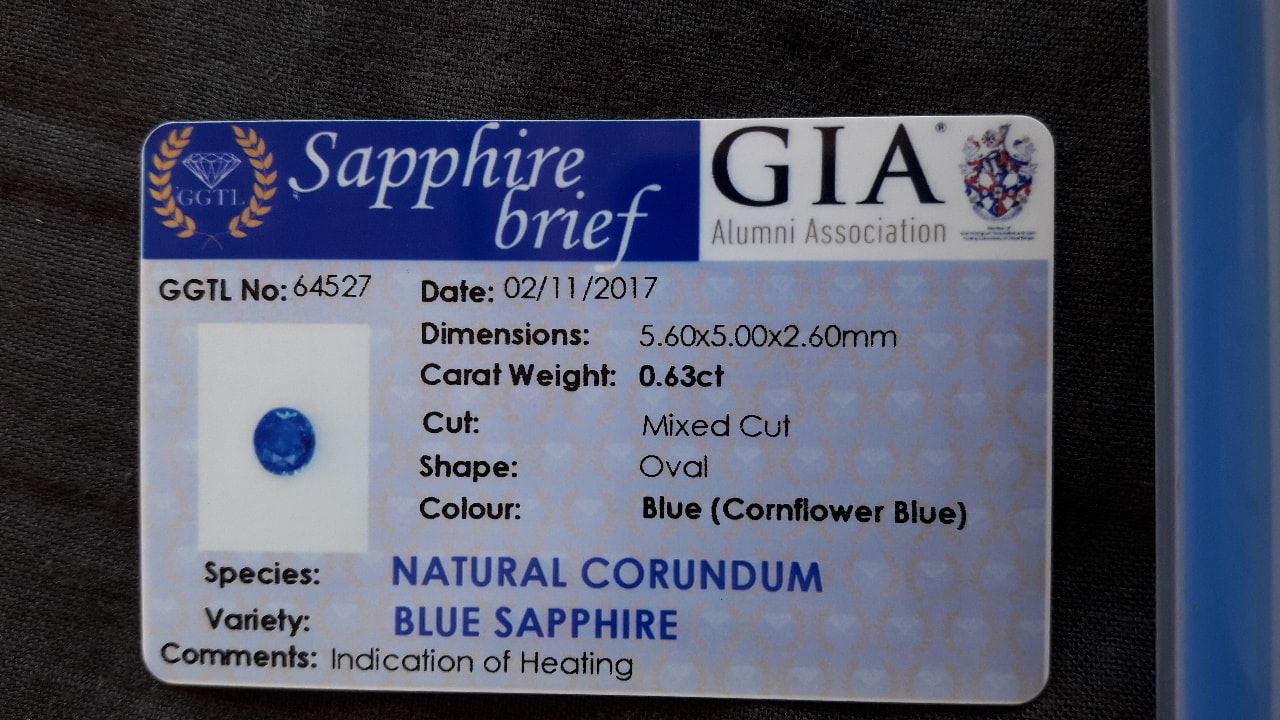 GGTL
Sapphire
brief
GIA®
Alumni Association
GGTL No: 64527
Date: 02/11/2017
Dimensions: 5.60x5.00x2.60mm
Carat Weight: 0.63ct
Cut: Mixed Cut
Shape: Oval
Colour: Blue (Cornflower Blue)
Species: NATURAL CORUNDUM
Variety: BLUE SAPPHIRE
Comments: Indication of Heating